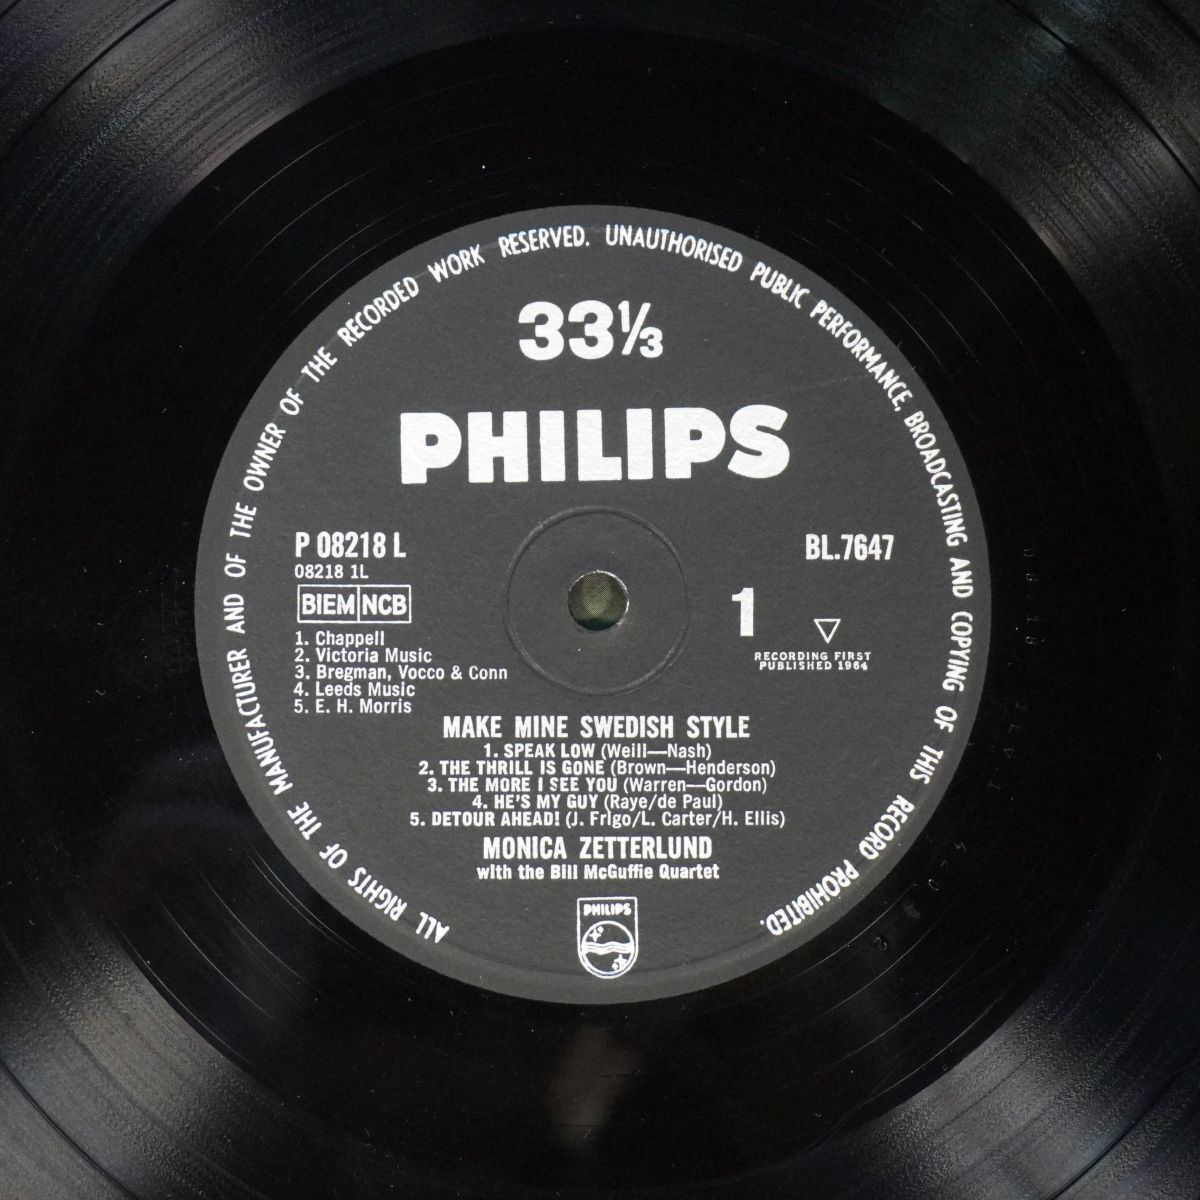 ALL RIGHTS OF THE MANUFACTURER AND OF THE OWNER OF THE RECORDED WORK RESERVED. UNAUTHORISED PUBLIC PERFORMANCE, BROADCASTING AND COPYING OF THIS RECORD PROHIBITED.
33⅓
PHILIPS
P 08218 L
BL.7647
08218 1L
BIEM NCB
1
▽
RECORDING FIRST
PUBLISHED 1964
1. Chappell
2. Victoria Music
3. Bregman, Vocco & Conn
4. Leeds Music
5. E. H. Morris
MAKE MINE SWEDISH STYLE
1. SPEAK LOW (Weill—Nash)
2. THE THRILL IS GONE (Brown—Henderson)
3. THE MORE I SEE YOU (Warren—Gordon)
4. HE'S MY GUY (Raye/de Paul)
5. DETOUR AHEAD! (J. Frigo/L. Carter/H. Ellis)
MONICA ZETTERLUND
with the Bill McGuffie Quartet
PHILIPS